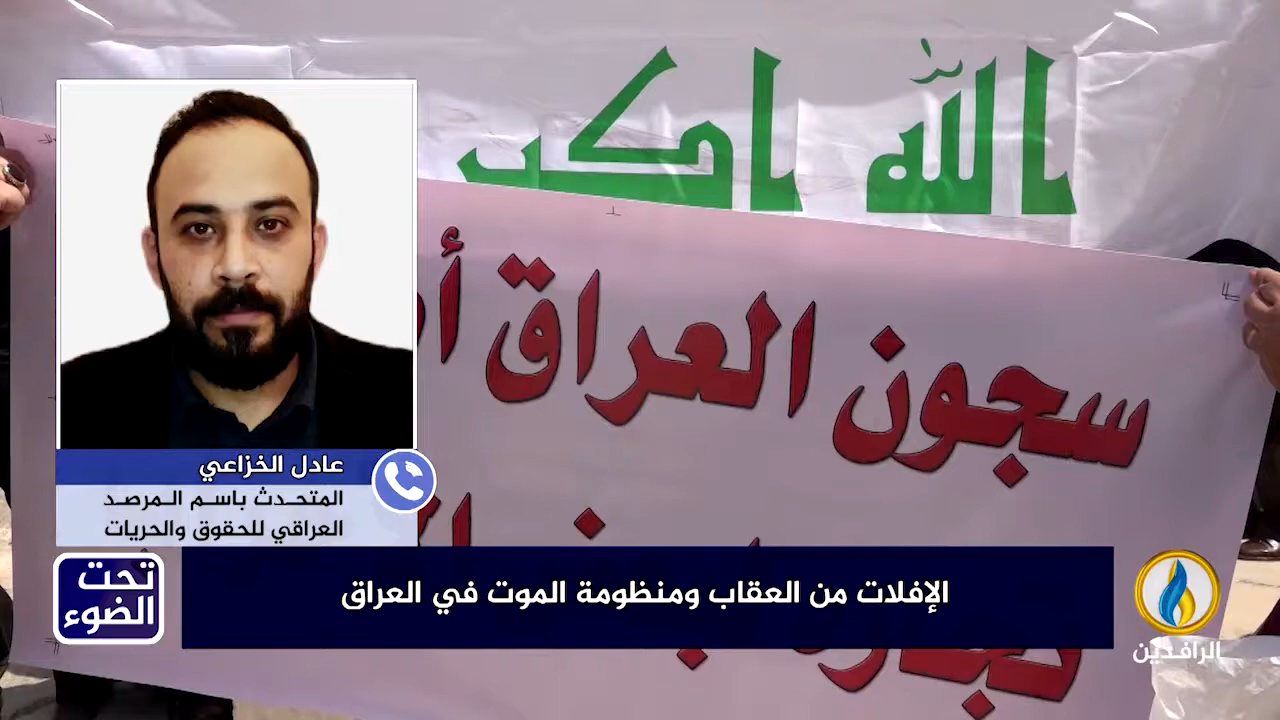 الله اكبر
سجون العراق
عادل الخزاعي
المتحدث باسم المرصد
العراقي للحقوق والحريات
تحت
الضوء
الإفلات من العقاب ومنظومة الموت في العراق
الرافدين